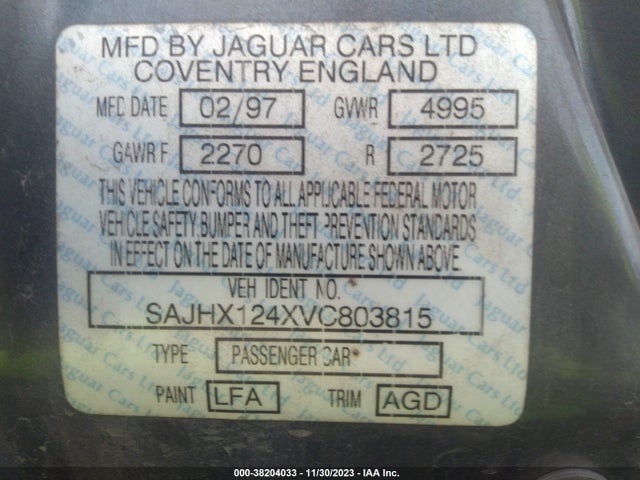 MFD BY JAGUAR CARS LTD
COVENTRY ENGLAND
MFD DATE 02/97 GVWR 4995
GAWR F 2270 R 2725
THIS VEHICLE CONFORMS TO ALL APPLICABLE FEDERAL MOTOR
VEHICLE SAFETY BUMPER AND THEFT PREVENTION STANDARDS
IN EFFECT ON THE DATE OF MANUFACTURE SHOWN ABOVE.
VEH IDENT NO.
SAJHX124XVC803815
TYPE PASSENGER CAR
PAINT LFA TRIM AGD
000-38204033 - 11/30/2023 - IAA Inc.